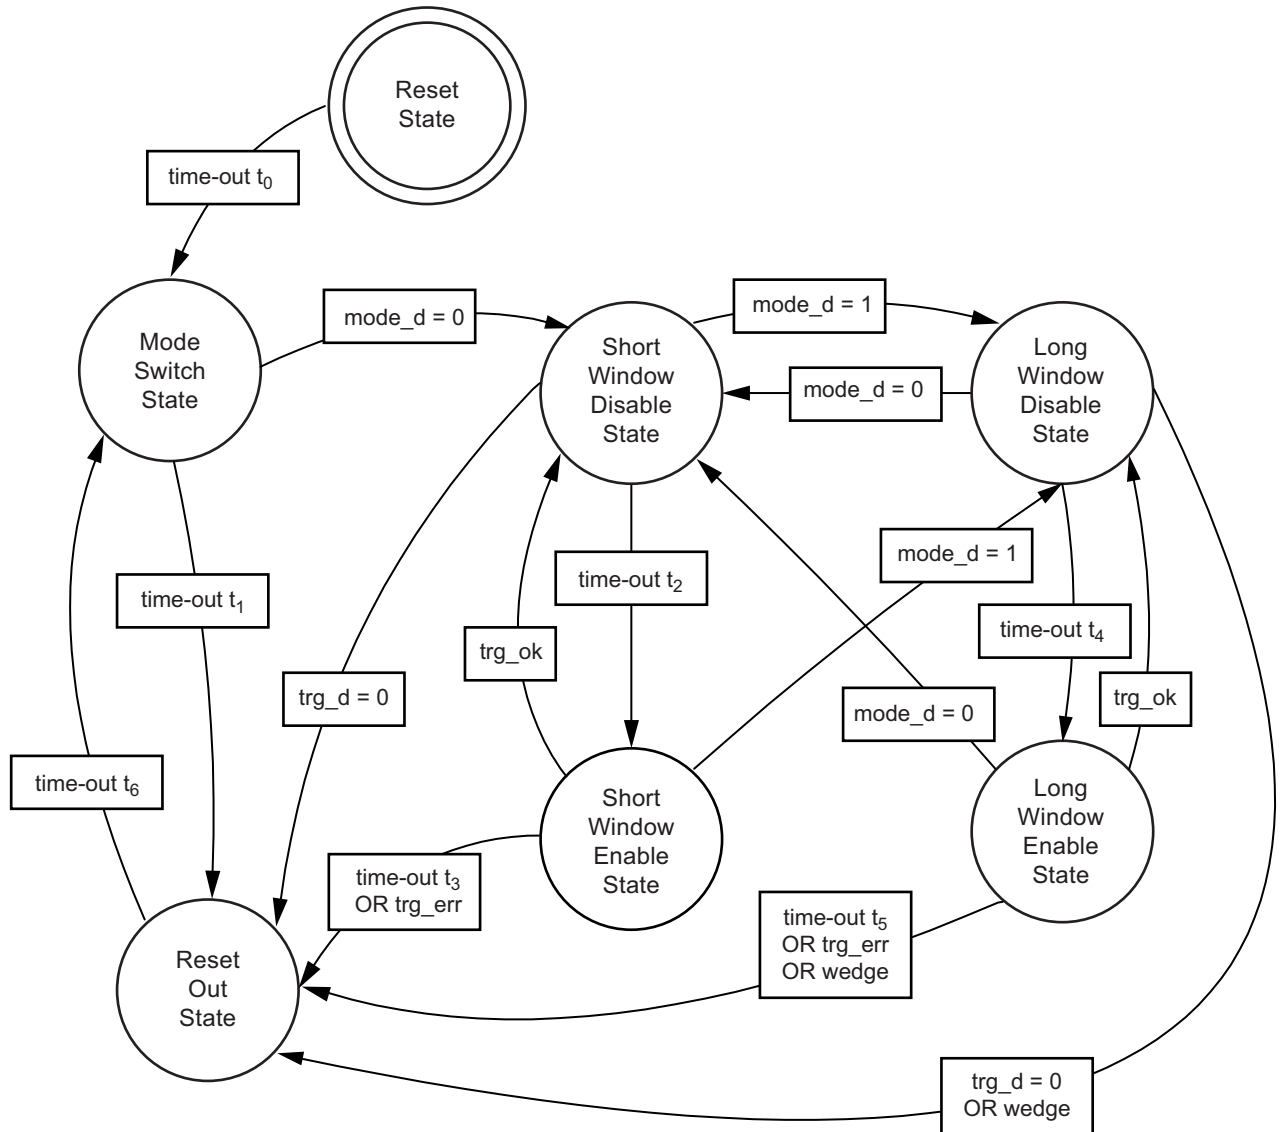 Reset
State
time-out t0
Mode
Switch
State
mode_d = 0
Short
Window
Disable
State
mode_d = 1
mode_d = 0
Long
Window
Disable
State
time-out t1
trg_d = 0
trg_ok
time-out t2
mode_d = 1
time-out t4
trg_ok
mode_d = 0
time-out t6
Short
Window
Enable
State
Long
Window
Enable
State
time-out t3
OR trg_err
time-out t5
OR trg_err
OR wedge
Reset
Out
State
trg_d = 0
OR wedge